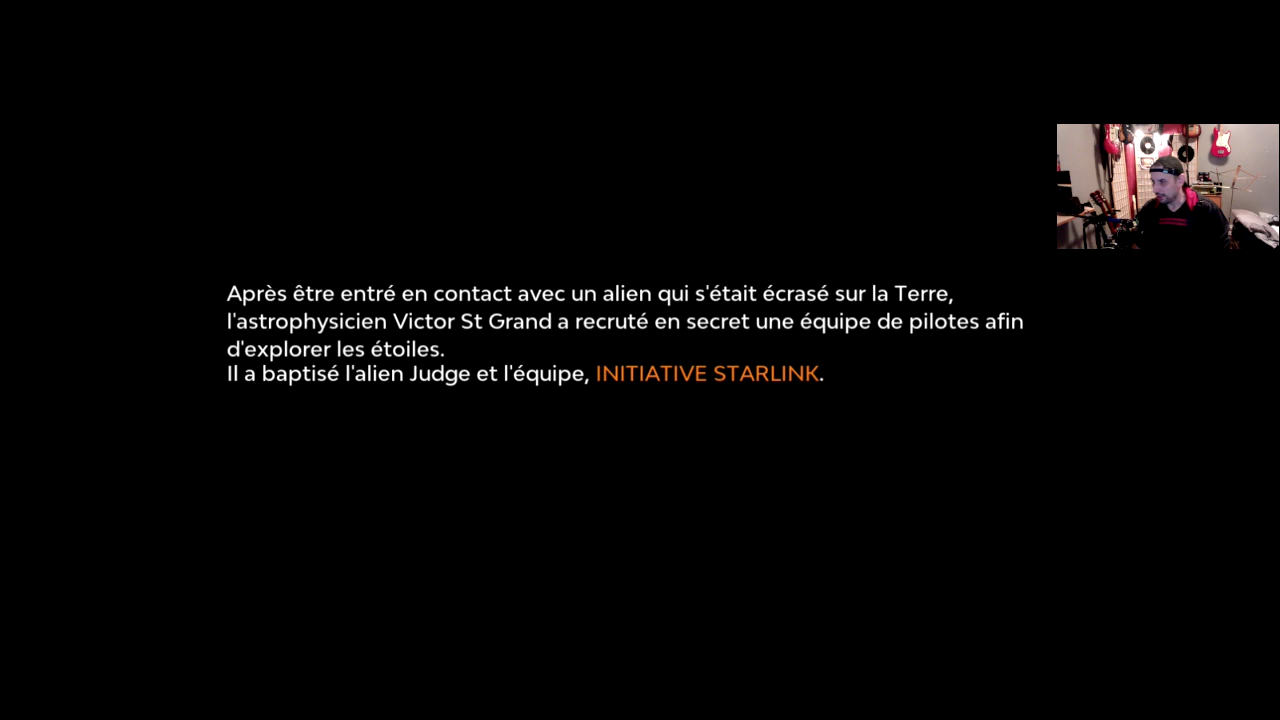 Après être entré en contact avec un alien qui s'était écrasé sur la Terre,
l'astrophysicien Victor St Grand a recruté en secret une équipe de pilotes afin
d'explorer les étoiles.
Il a baptisé l'alien Judge et l'équipe, INITIATIVE STARLINK.